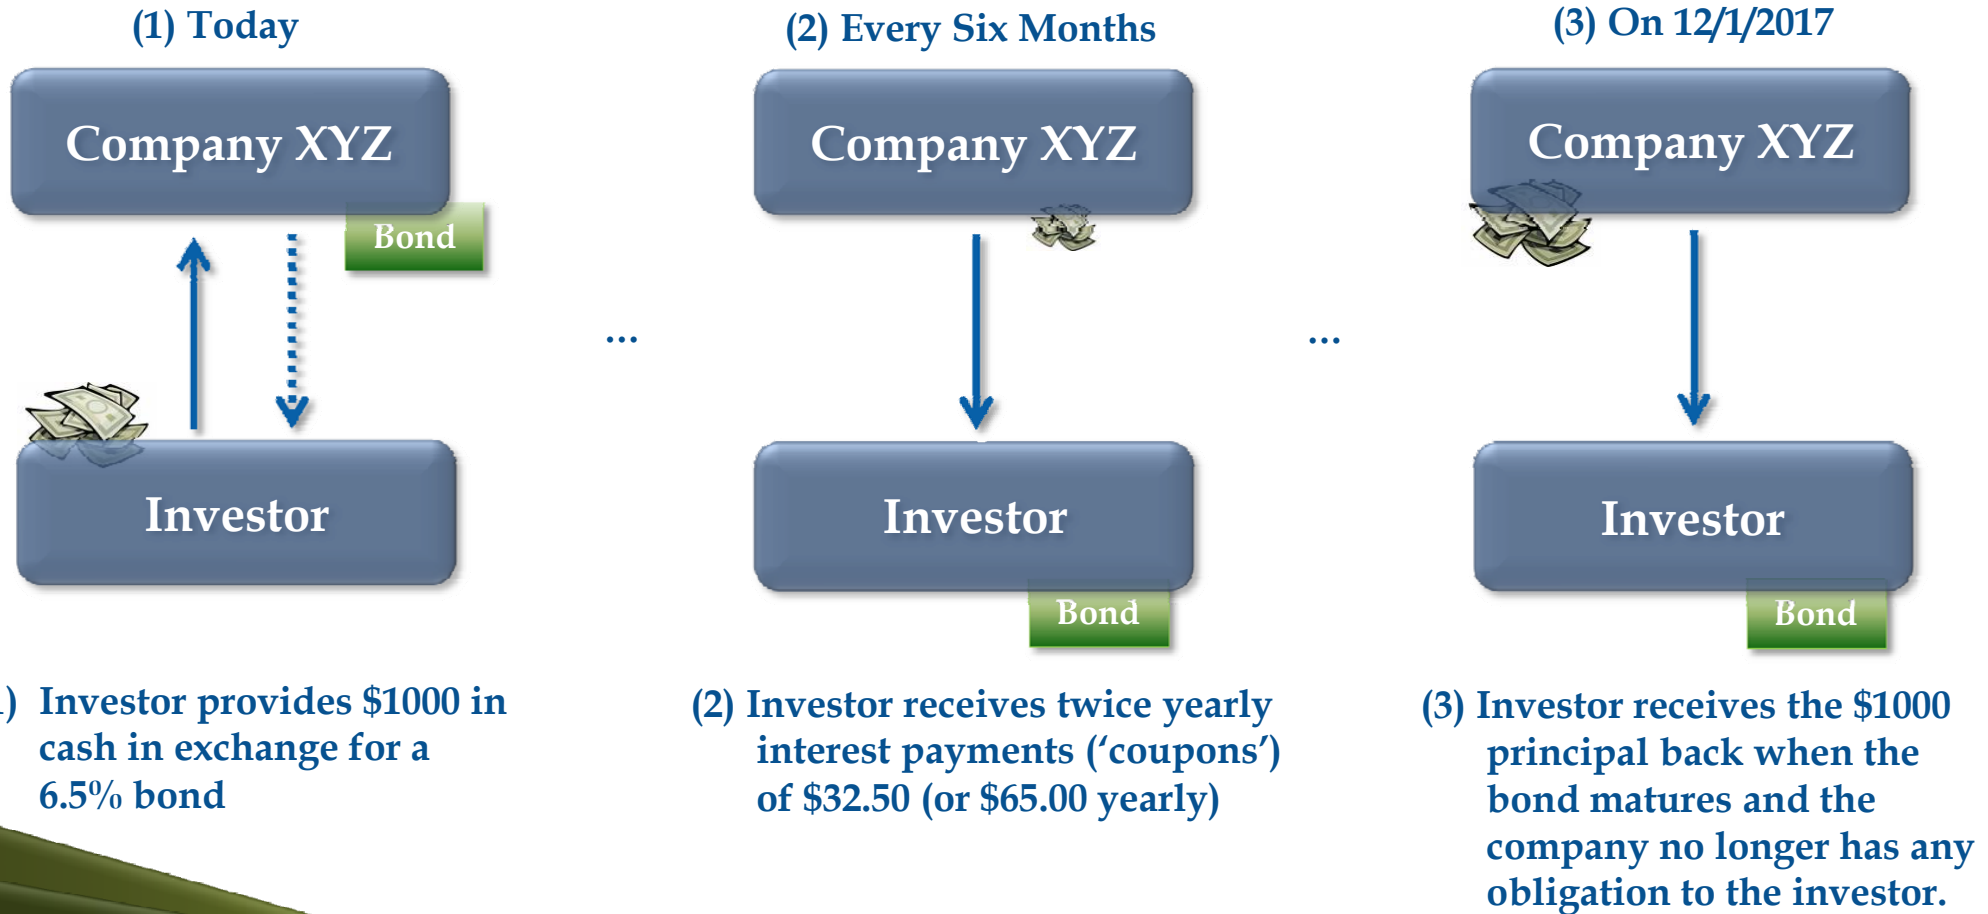 (1) Today
Company XYZ
Bond
Investor
) Investor provides $1000 in
cash in exchange for a
6.5% bond
...
(2) Every Six Months
Company XYZ
Investor
Bond
(2) Investor receives twice yearly
interest payments (‘coupons’)
of $32.50 (or $65.00 yearly)
...
(3) On 12/1/2017
Company XYZ
Investor
Bond
(3) Investor receives the $1000
principal back when the
bond matures and the
company no longer has any
obligation to the investor.